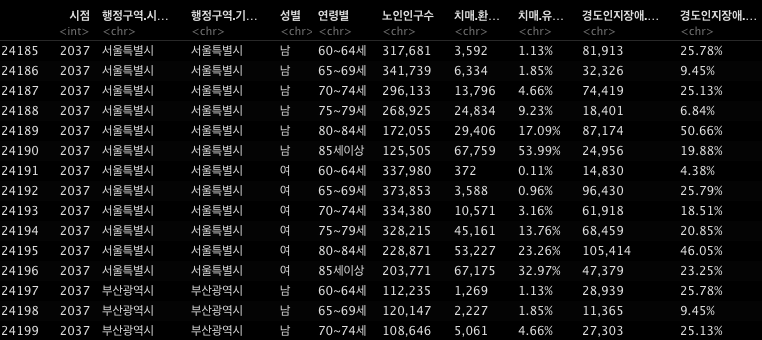 시점 행정구역.시… 행정구역.기… 성별 연령별 노인인구수 치매.환… 치매.유… 경도인지장애.… 경도인지장애.…
<int> <chr> <chr> <chr> <chr> <chr> <chr> <chr> <chr> <chr>
24185 2037 서울특별시 서울특별시 남 60~64세 317,681 3,592 1.13% 81,913 25.78%
24186 2037 서울특별시 서울특별시 남 65~69세 341,739 6,334 1.85% 32,326 9.45%
24187 2037 서울특별시 서울특별시 남 70~74세 296,133 13,796 4.66% 74,419 25.13%
24188 2037 서울특별시 서울특별시 남 75~79세 268,925 24,834 9.23% 18,401 6.84%
24189 2037 서울특별시 서울특별시 남 80~84세 172,055 29,406 17.09% 87,174 50.66%
24190 2037 서울특별시 서울특별시 남 85세이상 125,505 67,759 53.99% 24,956 19.88%
24191 2037 서울특별시 서울특별시 여 60~64세 337,980 372 0.11% 14,830 4.38%
24192 2037 서울특별시 서울특별시 여 65~69세 373,853 3,588 0.96% 96,430 25.79%
24193 2037 서울특별시 서울특별시 여 70~74세 334,380 10,571 3.16% 61,918 18.51%
24194 2037 서울특별시 서울특별시 여 75~79세 328,215 45,161 13.76% 68,459 20.85%
24195 2037 서울특별시 서울특별시 여 80~84세 228,871 53,227 23.26% 105,414 46.05%
24196 2037 서울특별시 서울특별시 여 85세이상 203,771 67,175 32.97% 47,379 23.25%
24197 2037 부산광역시 부산광역시 남 60~64세 112,235 1,269 1.13% 28,939 25.78%
24198 2037 부산광역시 부산광역시 남 65~69세 120,147 2,227 1.85% 11,365 9.45%
24199 2037 부산광역시 부산광역시 남 70~74세 108,646 5,061 4.66% 27,303 25.13%